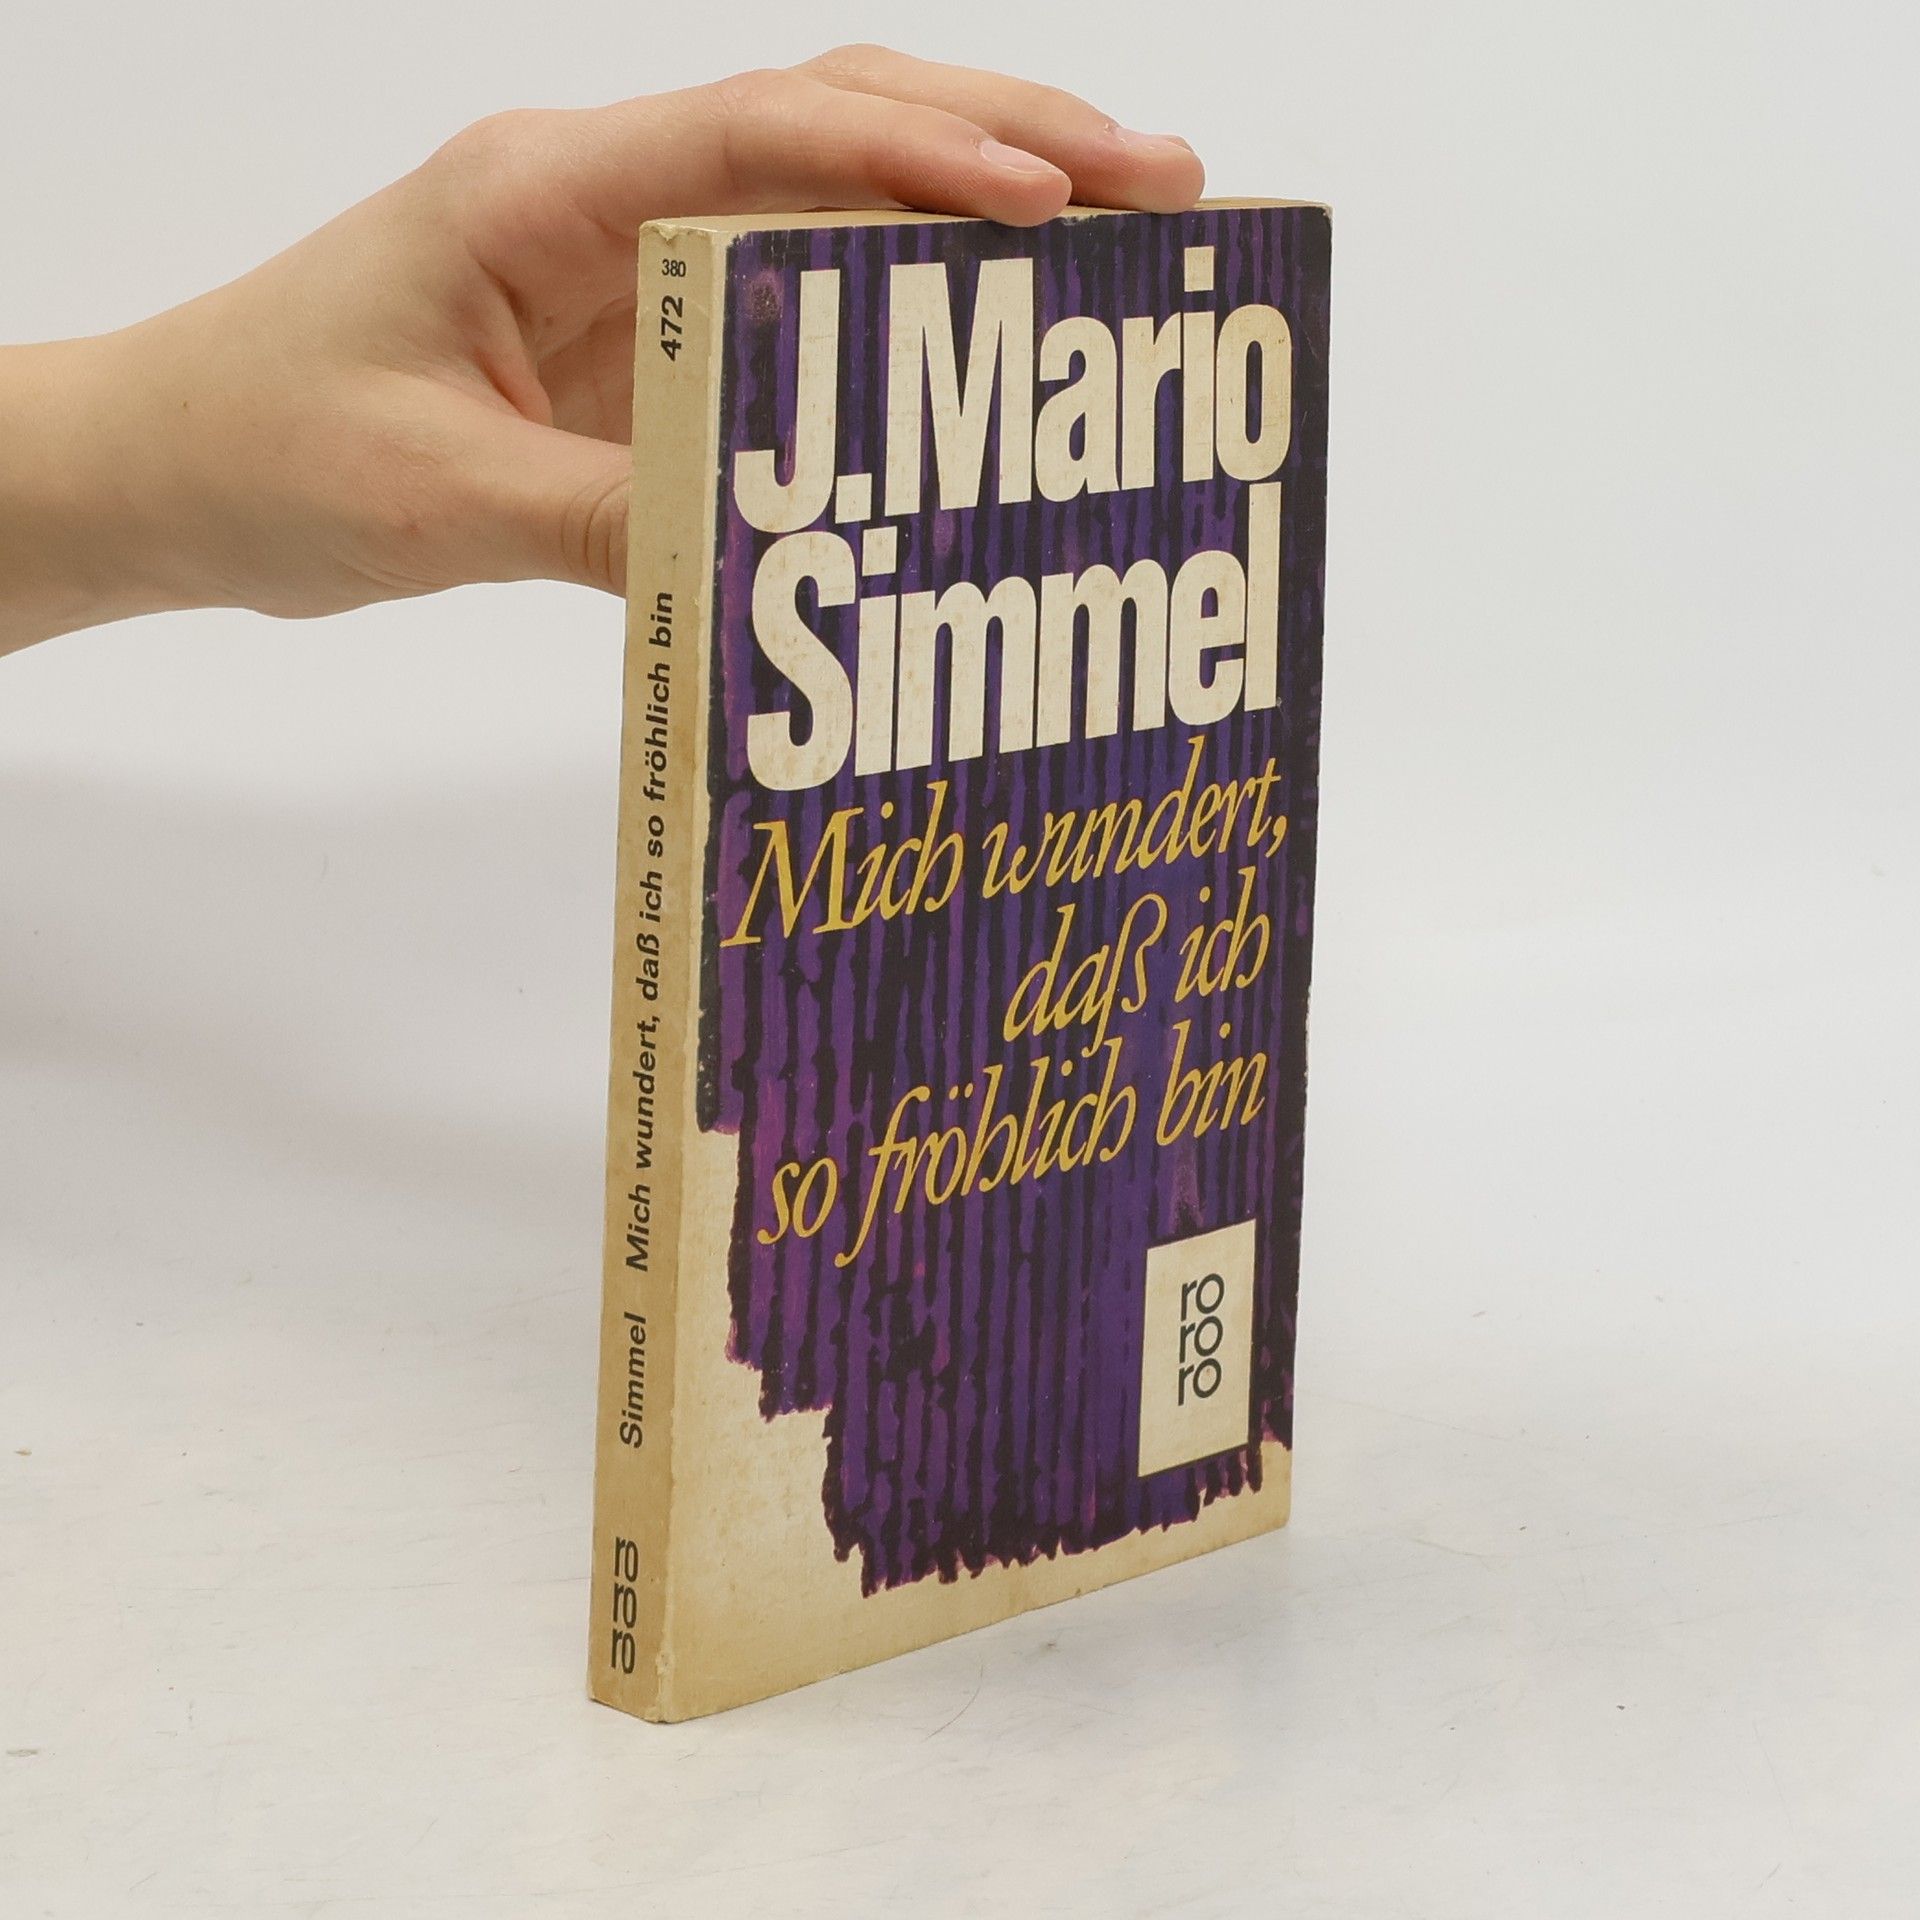 380
472
Simmel Mich wundert, daß ich so fröhlich bin
ro
ro
ro
J. Mario
Simmel
Mich wundert,
daß ich
so fröhlich bin
ro
ro
ro